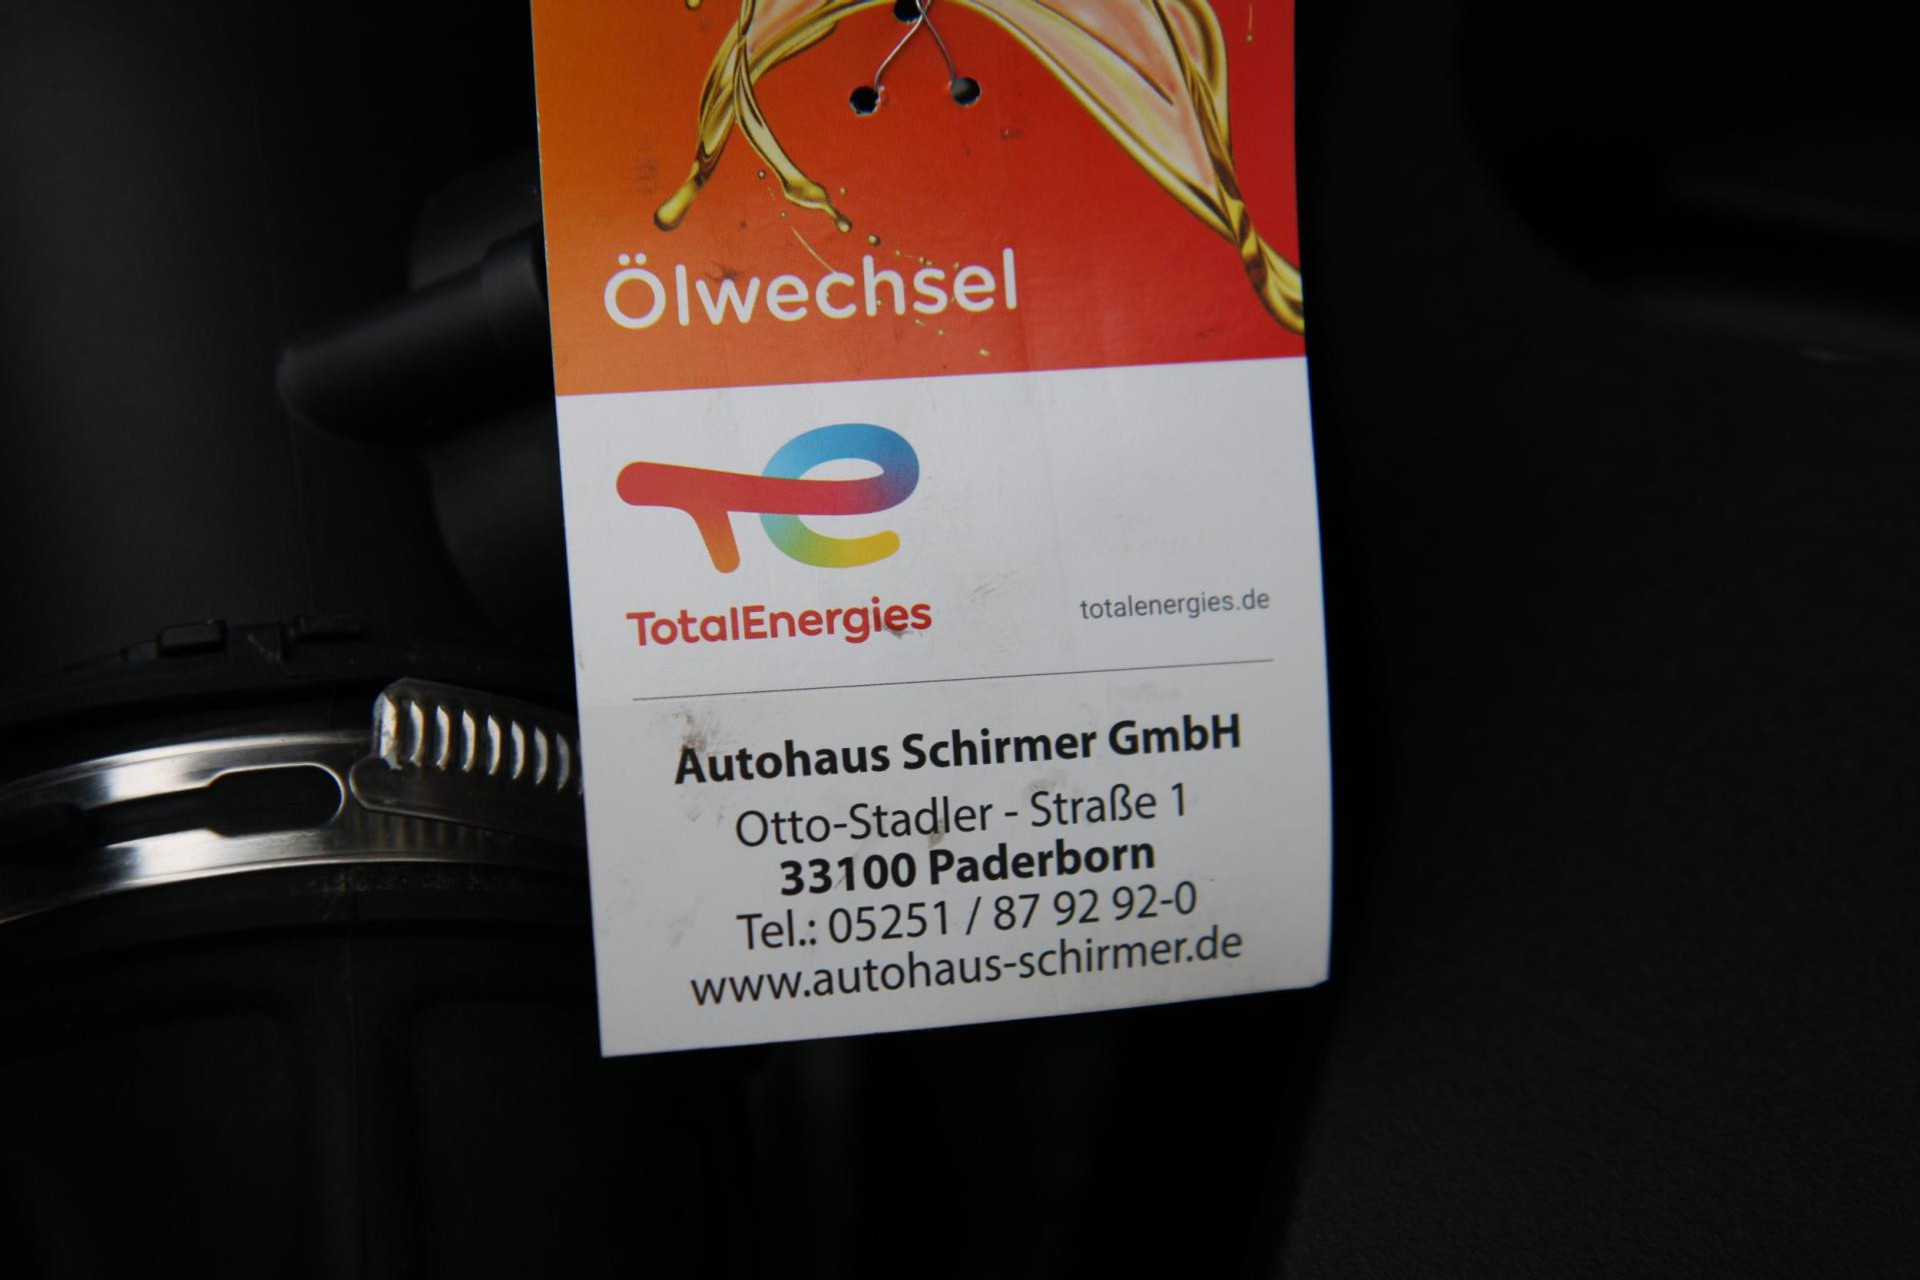 Ölwechsel
TotalEnergies
totalenergies.de
Autohaus Schirmer GmbH
Otto-Stadler - Straße 1
33100 Paderborn
Tel.: 05251 / 87 92 92-0
www.autohaus-schirmer.de